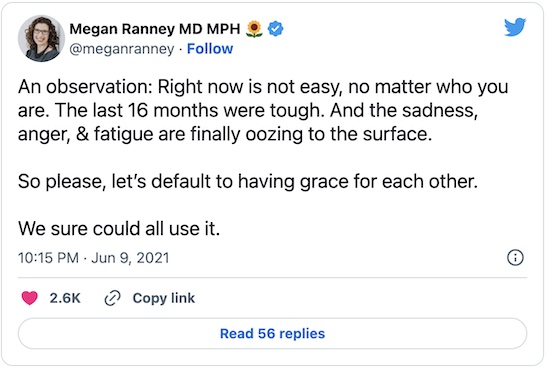 Megan Ranney MD MPH 🌻
@meganranney · Follow
An observation: Right now is not easy, no matter who you
are. The last 16 months were tough. And the sadness,
anger, & fatigue are finally oozing to the surface.
So please, let’s default to having grace for each other.
We sure could all use it.
10:15 PM · Jun 9, 2021
2.6K Copy link
Read 56 replies